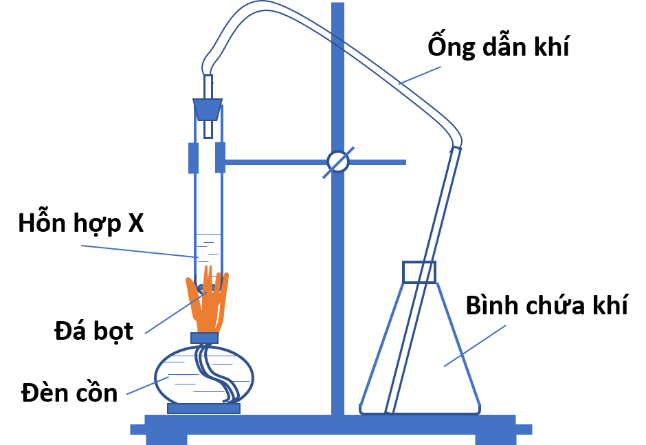 Ống dẫn khí
Hỗn hợp X
Bình chứa khí
Đá bọt
Đèn cồn